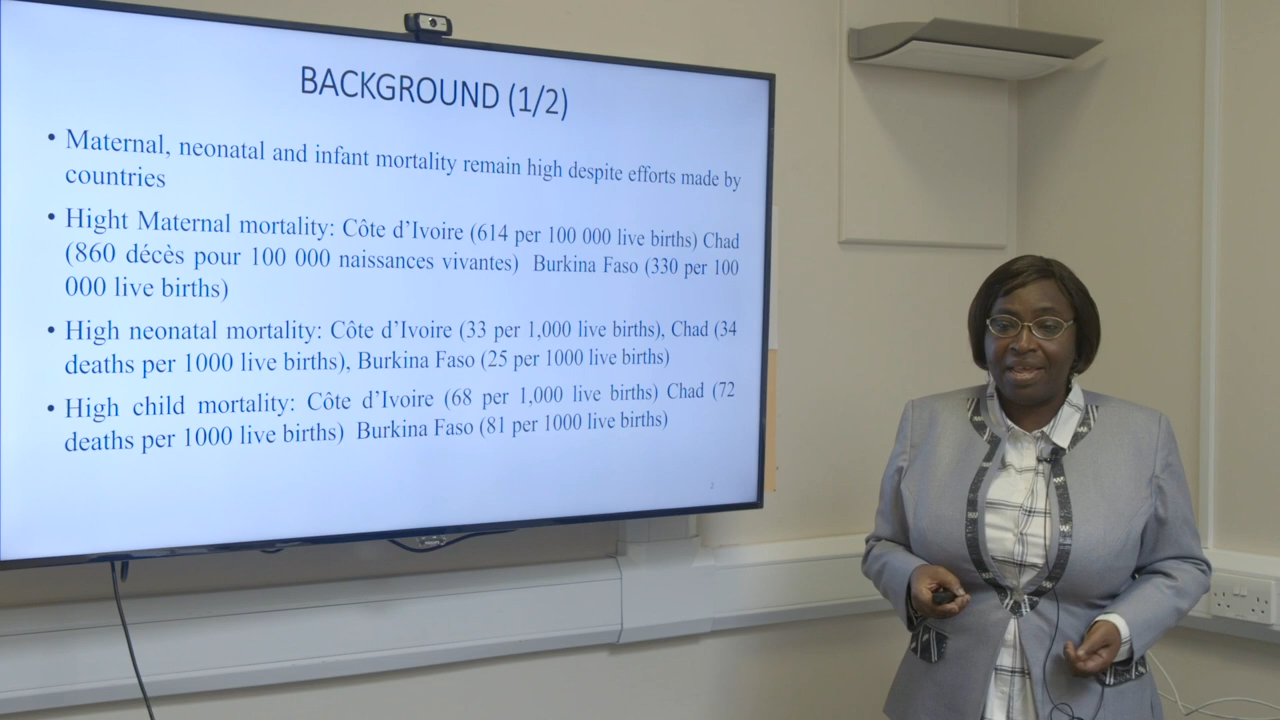 BACKGROUND (1/2)
• Maternal, neonatal and infant mortality remain high despite efforts made by
countries
• Hight Maternal mortality: Côte d'Ivoire (614 per 100 000 live births) Chad
(860 décès pour 100 000 naissances vivantes) Burkina Faso (330 per 100
000 live births)
• High neonatal mortality: Côte d'Ivoire (33 per 1,000 live births), Chad (34
deaths per 1000 live births), Burkina Faso (25 per 1000 live births)
• High child mortality: Côte d'Ivoire (68 per 1,000 live births) Chad (72
deaths per 1000 live births) Burkina Faso (81 per 1000 live births)